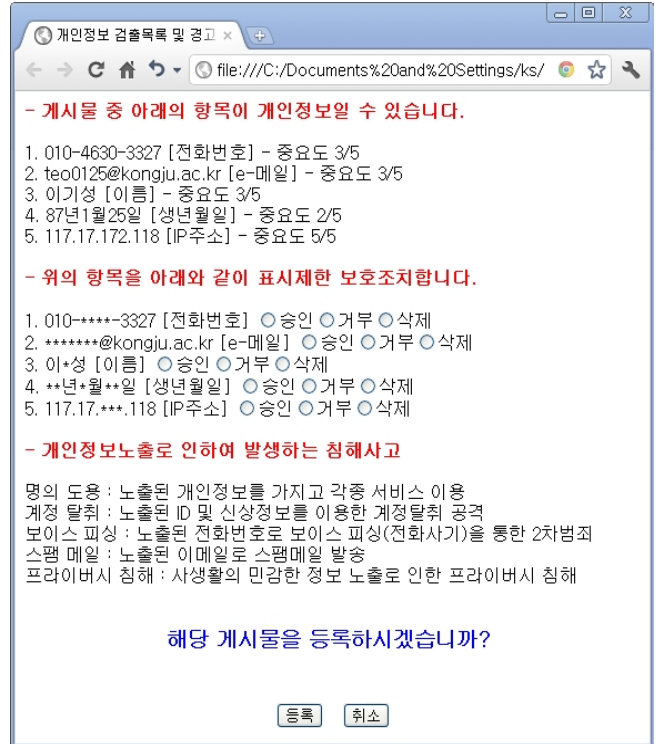 개인정보 검출목록 및 경고
file:///C:/Documents%20and%20Settings/ks/
- 게시물 중 아래의 항목이 개인정보일 수 있습니다.
1. 010-4630-3327 [전화번호] - 중요도 3/5
2. teo0125@kongju.ac.kr [e-메일] - 중요도 3/5
3. 이기성 [이름] - 중요도 3/5
4. 87년1월25일 [생년월일] - 중요도 2/5
5. 117.17.172.118 [IP주소] - 중요도 5/5
- 위의 항목을 아래와 같이 표시제한 보호조치합니다.
1. 010-****-3327 [전화번호] 승인 거부 삭제
2. *******@kongju.ac.kr [e-메일] 승인 거부 삭제
3. 이*성 [이름] 승인 거부 삭제
4. **년*월**일 [생년월일] 승인 거부 삭제
5. 117.17.***.118 [IP주소] 승인 거부 삭제
- 개인정보노출로 인하여 발생하는 침해사고
명의 도용 : 노출된 개인정보를 가지고 각종 서비스 이용
계정 탈취 : 노출된 ID 및 신상정보를 이용한 계정탈취 공격
보이스 피싱 : 노출된 전화번호로 보이스 피싱(전화사기)을 통한 2차범죄
스팸 메일 : 노출된 이메일로 스팸메일 발송
프라이버시 침해 : 사생활의 민감한 정보 노출로 인한 프라이버시 침해
해당 게시물을 등록하시겠습니까?
등록 취소